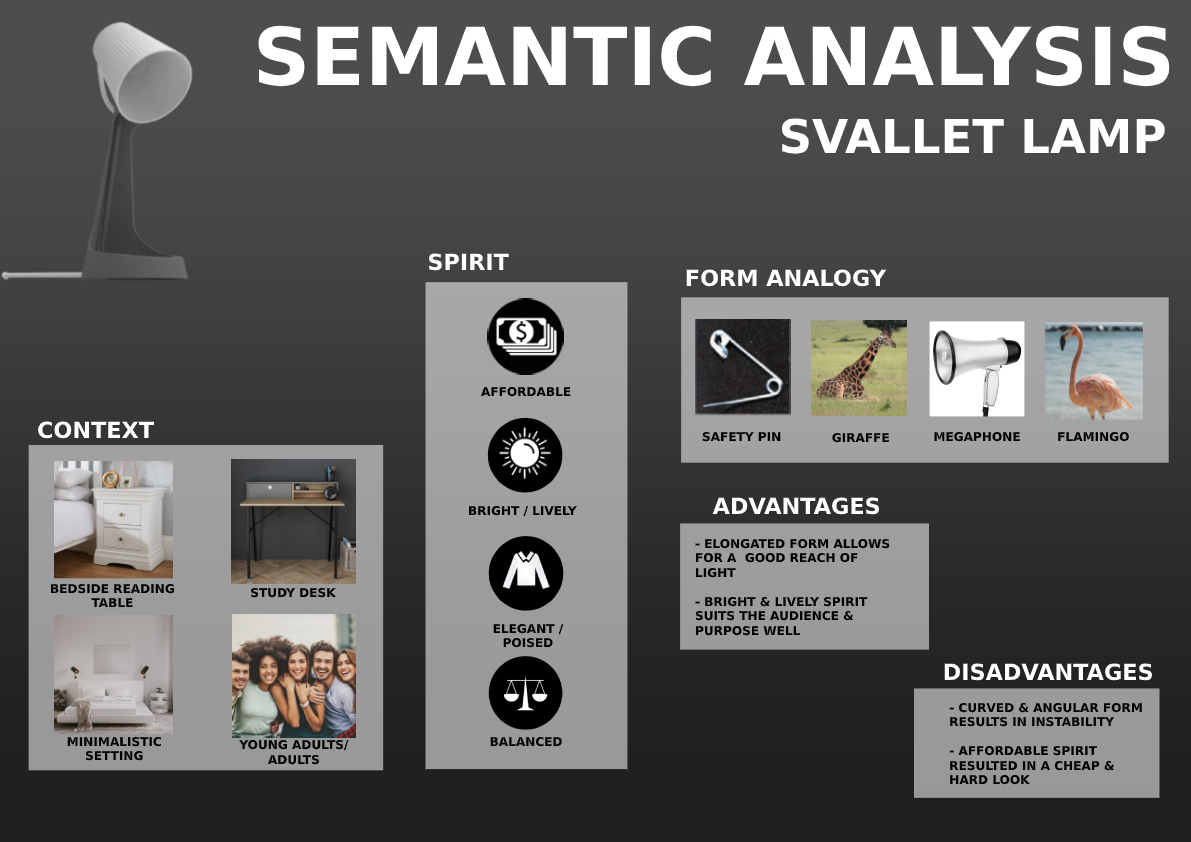 SEMANTIC ANALYSIS
SVALLET LAMP
CONTEXT
BEDSIDE READING
TABLE
STUDY DESK
MINIMALISTIC
SETTING
YOUNG ADULTS/
ADULTS
SPIRIT
AFFORDABLE
BRIGHT / LIVELY
ELEGANT /
POISED
BALANCED
FORM ANALOGY
SAFETY PIN
GIRAFFE
MEGAPHONE
FLAMINGO
ADVANTAGES
- ELONGATED FORM ALLOWS
FOR A  GOOD REACH OF
LIGHT
- BRIGHT & LIVELY SPIRIT
SUITS THE AUDIENCE &
PURPOSE WELL
DISADVANTAGES
- CURVED & ANGULAR FORM
RESULTS IN INSTABILITY
- AFFORDABLE SPIRIT
RESULTED IN A CHEAP &
HARD LOOK